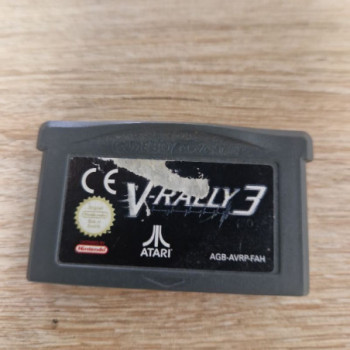 CE
V-RALLY 3
Nintendo
ATARI
AGB-AVRP-FAH